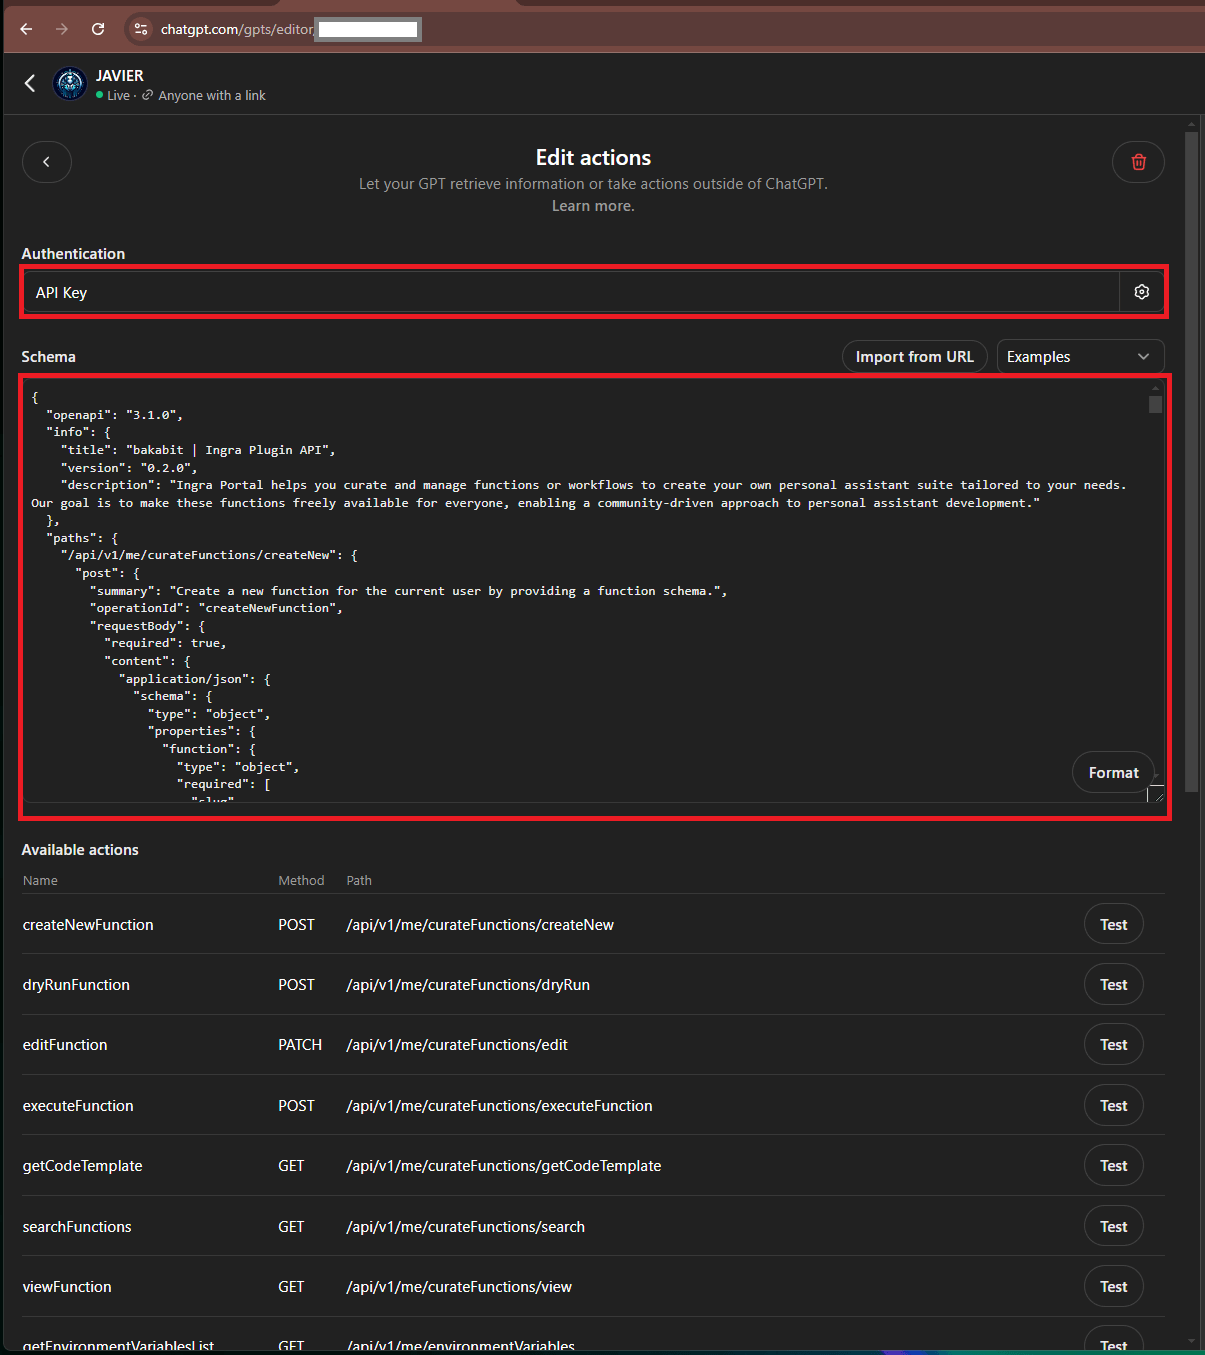 chatgpt.com/gpts/editor
JAVIER
Live · Anyone with a link
Edit actions
Let your GPT retrieve information or take actions outside of ChatGPT.
Learn more.
Authentication
API Key
Schema
Import from URL
Examples
{
"openapi": "3.1.0",
"info": {
"title": "bakabit | Ingra Plugin API",
"version": "0.2.0",
"description": "Ingra Portal helps you curate and manage functions or workflows to create your own personal assistant suite tailored to your needs.
Our goal is to make these functions freely available for everyone, enabling a community-driven approach to personal assistant development."
},
"paths": {
"/api/v1/me/curateFunctions/createNew": {
"post": {
"summary": "Create a new function for the current user by providing a function schema.",
"operationId": "createNewFunction",
"requestBody": {
"required": true,
"content": {
"application/json": {
"schema": {
"type": "object",
"properties": {
"function": {
"type": "object",
"required": [
"slug"
Format
Available actions
Name Method Path
createNewFunction POST /api/v1/me/curateFunctions/createNew Test
dryRunFunction POST /api/v1/me/curateFunctions/dryRun Test
editFunction PATCH /api/v1/me/curateFunctions/edit Test
executeFunction POST /api/v1/me/curateFunctions/executeFunction Test
getCodeTemplate GET /api/v1/me/curateFunctions/getCodeTemplate Test
searchFunctions GET /api/v1/me/curateFunctions/search Test
viewFunction GET /api/v1/me/curateFunctions/view Test
getEnvironmentVariablesList GET /api/v1/me/environmentVariables Test